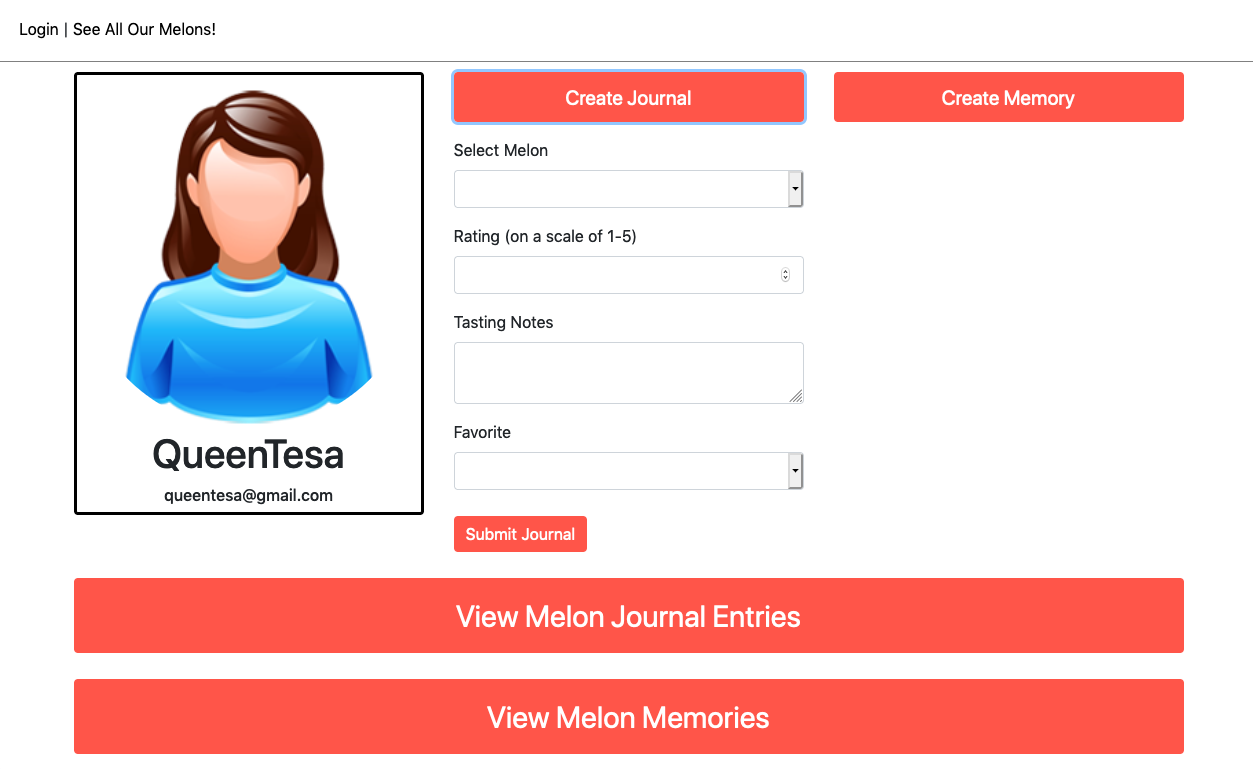 Login | See All Our Melons!
QueenTesa
queentesa@gmail.com
Create Journal
Select Melon
Rating (on a scale of 1-5)
Tasting Notes
Favorite
Submit Journal
Create Memory
View Melon Journal Entries
View Melon Memories